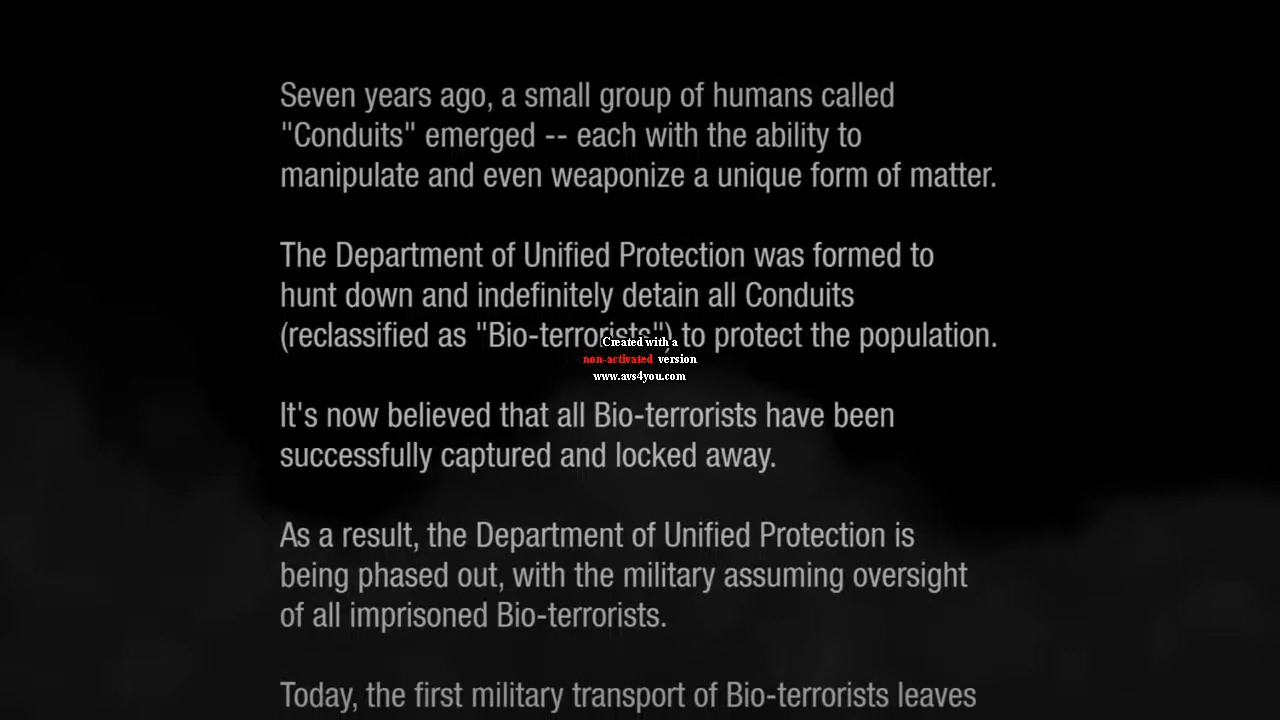 Seven years ago, a small group of humans called
"Conduits" emerged -- each with the ability to
manipulate and even weaponize a unique form of matter.
The Department of Unified Protection was formed to
hunt down and indefinitely detain all Conduits
(reclassified as "Bio-terrorists") to protect the population.
Created with a
non-activated version
www.avs4you.com
It's now believed that all Bio-terrorists have been
successfully captured and locked away.
As a result, the Department of Unified Protection is
being phased out, with the military assuming oversight
of all imprisoned Bio-terrorists.
Today, the first military transport of Bio-terrorists leaves